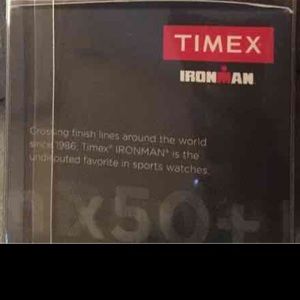 TIMEX
IRONMAN
Crossing finish lines around the world
since 1986, Timex® IRONMAN® is the
undisputed favorite in sports watches.
x50+